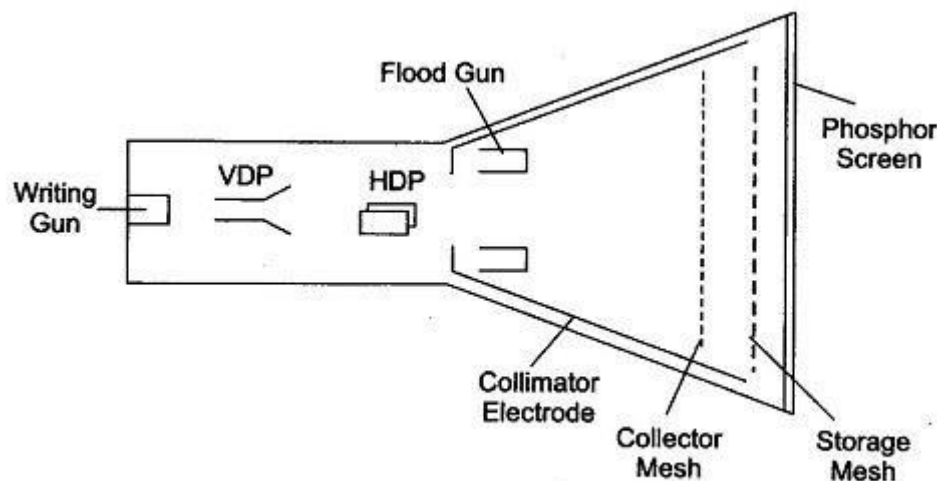 Flood Gun
Phosphor
Screen
VDP
HDP
Writing
Gun
Collimator
Electrode
Collector
Mesh
Storage
Mesh